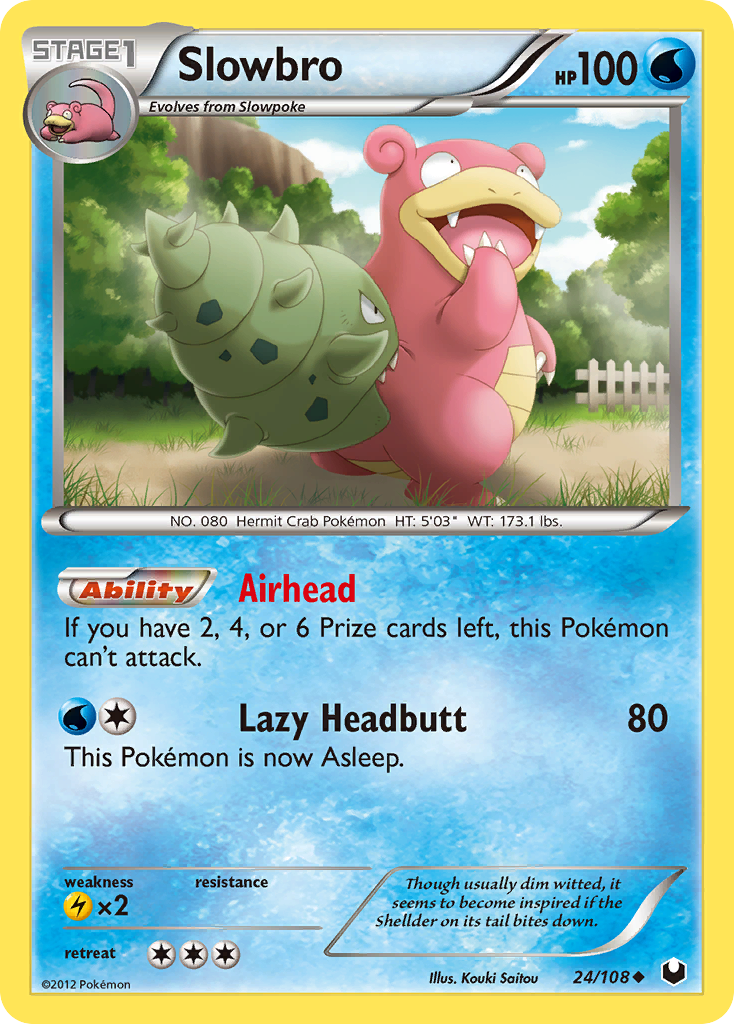 STAGE1
Slowbro
HP100
Evolves from Slowpoke
NO. 080 Hermit Crab Pokémon HT: 5'03" WT: 173.1 lbs.
Ability Airhead
If you have 2, 4, or 6 Prize cards left, this Pokémon
can't attack.
Lazy Headbutt 80
This Pokémon is now Asleep.
weakness resistance
×2
retreat
Though usually dim witted, it
seems to become inspired if the
Shellder on its tail bites down.
©2012 Pokémon
Illus. Kouki Saitou 24/108